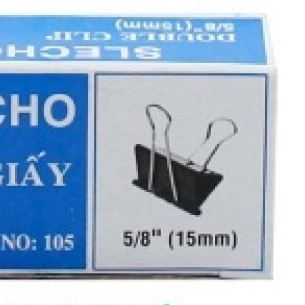 5/8" (15mm)
DOUBLE CLIP
SLECHO
CHO
GIẤY
NO: 105
5/8" (15mm)